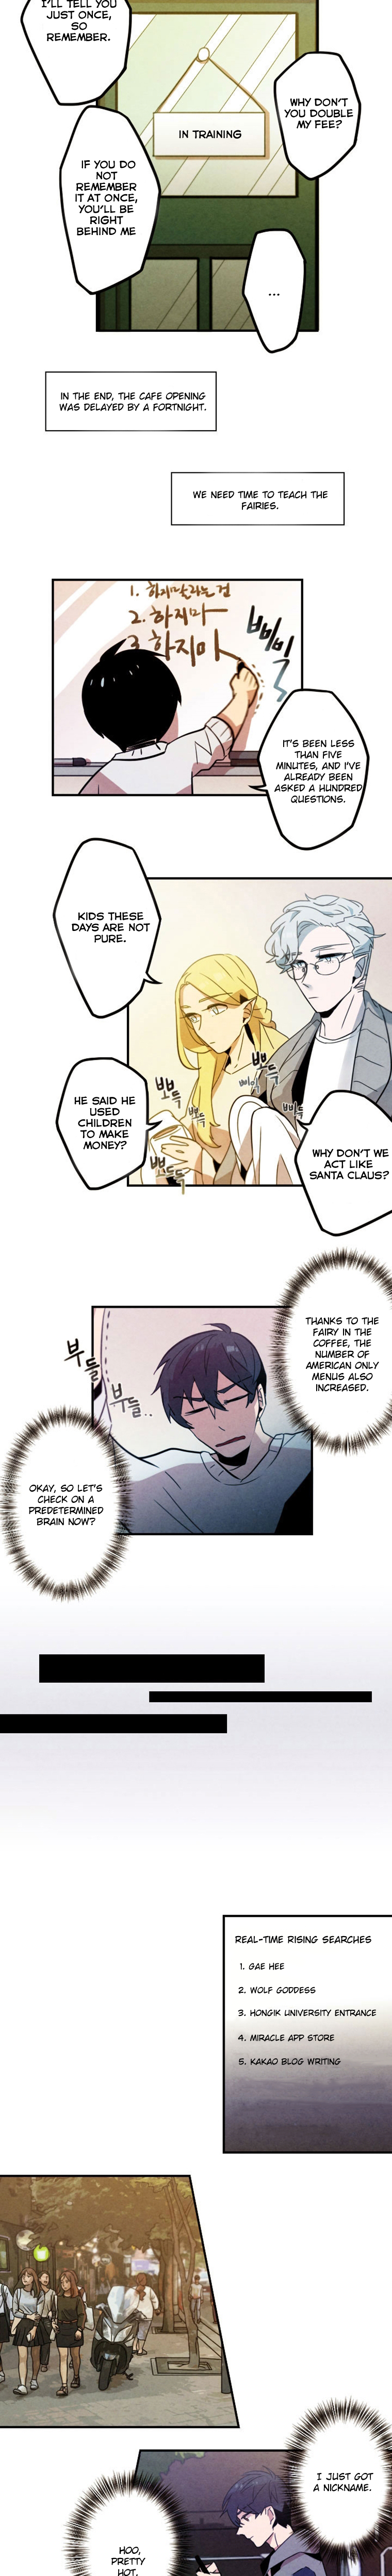 I'LL TELL YOU
JUST ONCE,
SO
REMEMBER.
WHY DON'T
YOU DOUBLE
MY FEE?
IN TRAINING
IF YOU DO
NOT
REMEMBER
IT AT ONCE,
YOU'LL BE
RIGHT
BEHIND ME
...
IN THE END, THE CAFE OPENING
WAS DELAYED BY A FORTNIGHT.
WE NEED TIME TO TEACH THE
FAIRIES.
1. 하지말라는건
2. 하지마
3. 하지마
삐빅
IT'S BEEN LESS
THAN FIVE
MINUTES, AND I'VE
ALREADY BEEN
ASKED A HUNDRED
QUESTIONS.
KIDS THESE
DAYS ARE NOT
PURE.
뽀득
뽀득
HE SAID HE
USED
CHILDREN
TO MAKE
MONEY?
WHY DON'T WE
ACT LIKE
SANTA CLAUS?
THANKS TO THE
FAIRY IN THE
COFFEE, THE
NUMBER OF
AMERICAN ONLY
MENUS ALSO
INCREASED.
부들
부들..
OKAY, SO LET'S
CHECK ON A
PREDETERMINED
BRAIN NOW?
REAL-TIME RISING SEARCHES
1. GAE HEE
2. WOLF GODDESS
3. HONGIK UNIVERSITY ENTRANCE
4. MIRACLE APP STORE
5. KAKAO BLOG WRITING
I JUST GOT
A NICKNAME.
HOO,
PRETTY
HOT.